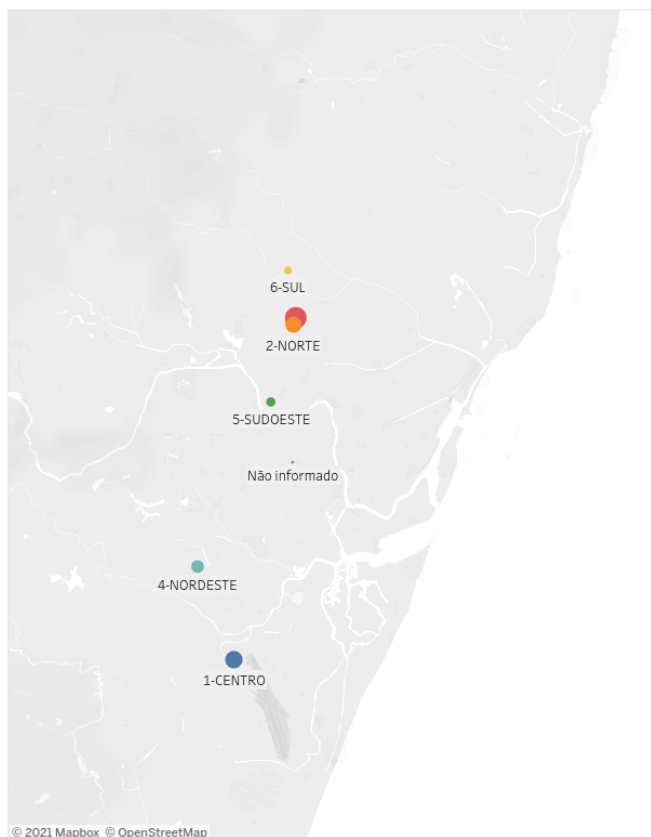 6-SUL
2-NORTE
5-SUDOESTE
Não informado
4-NORDESTE
1-CENTRO
© 2021 Mapbox © OpenStreetMap